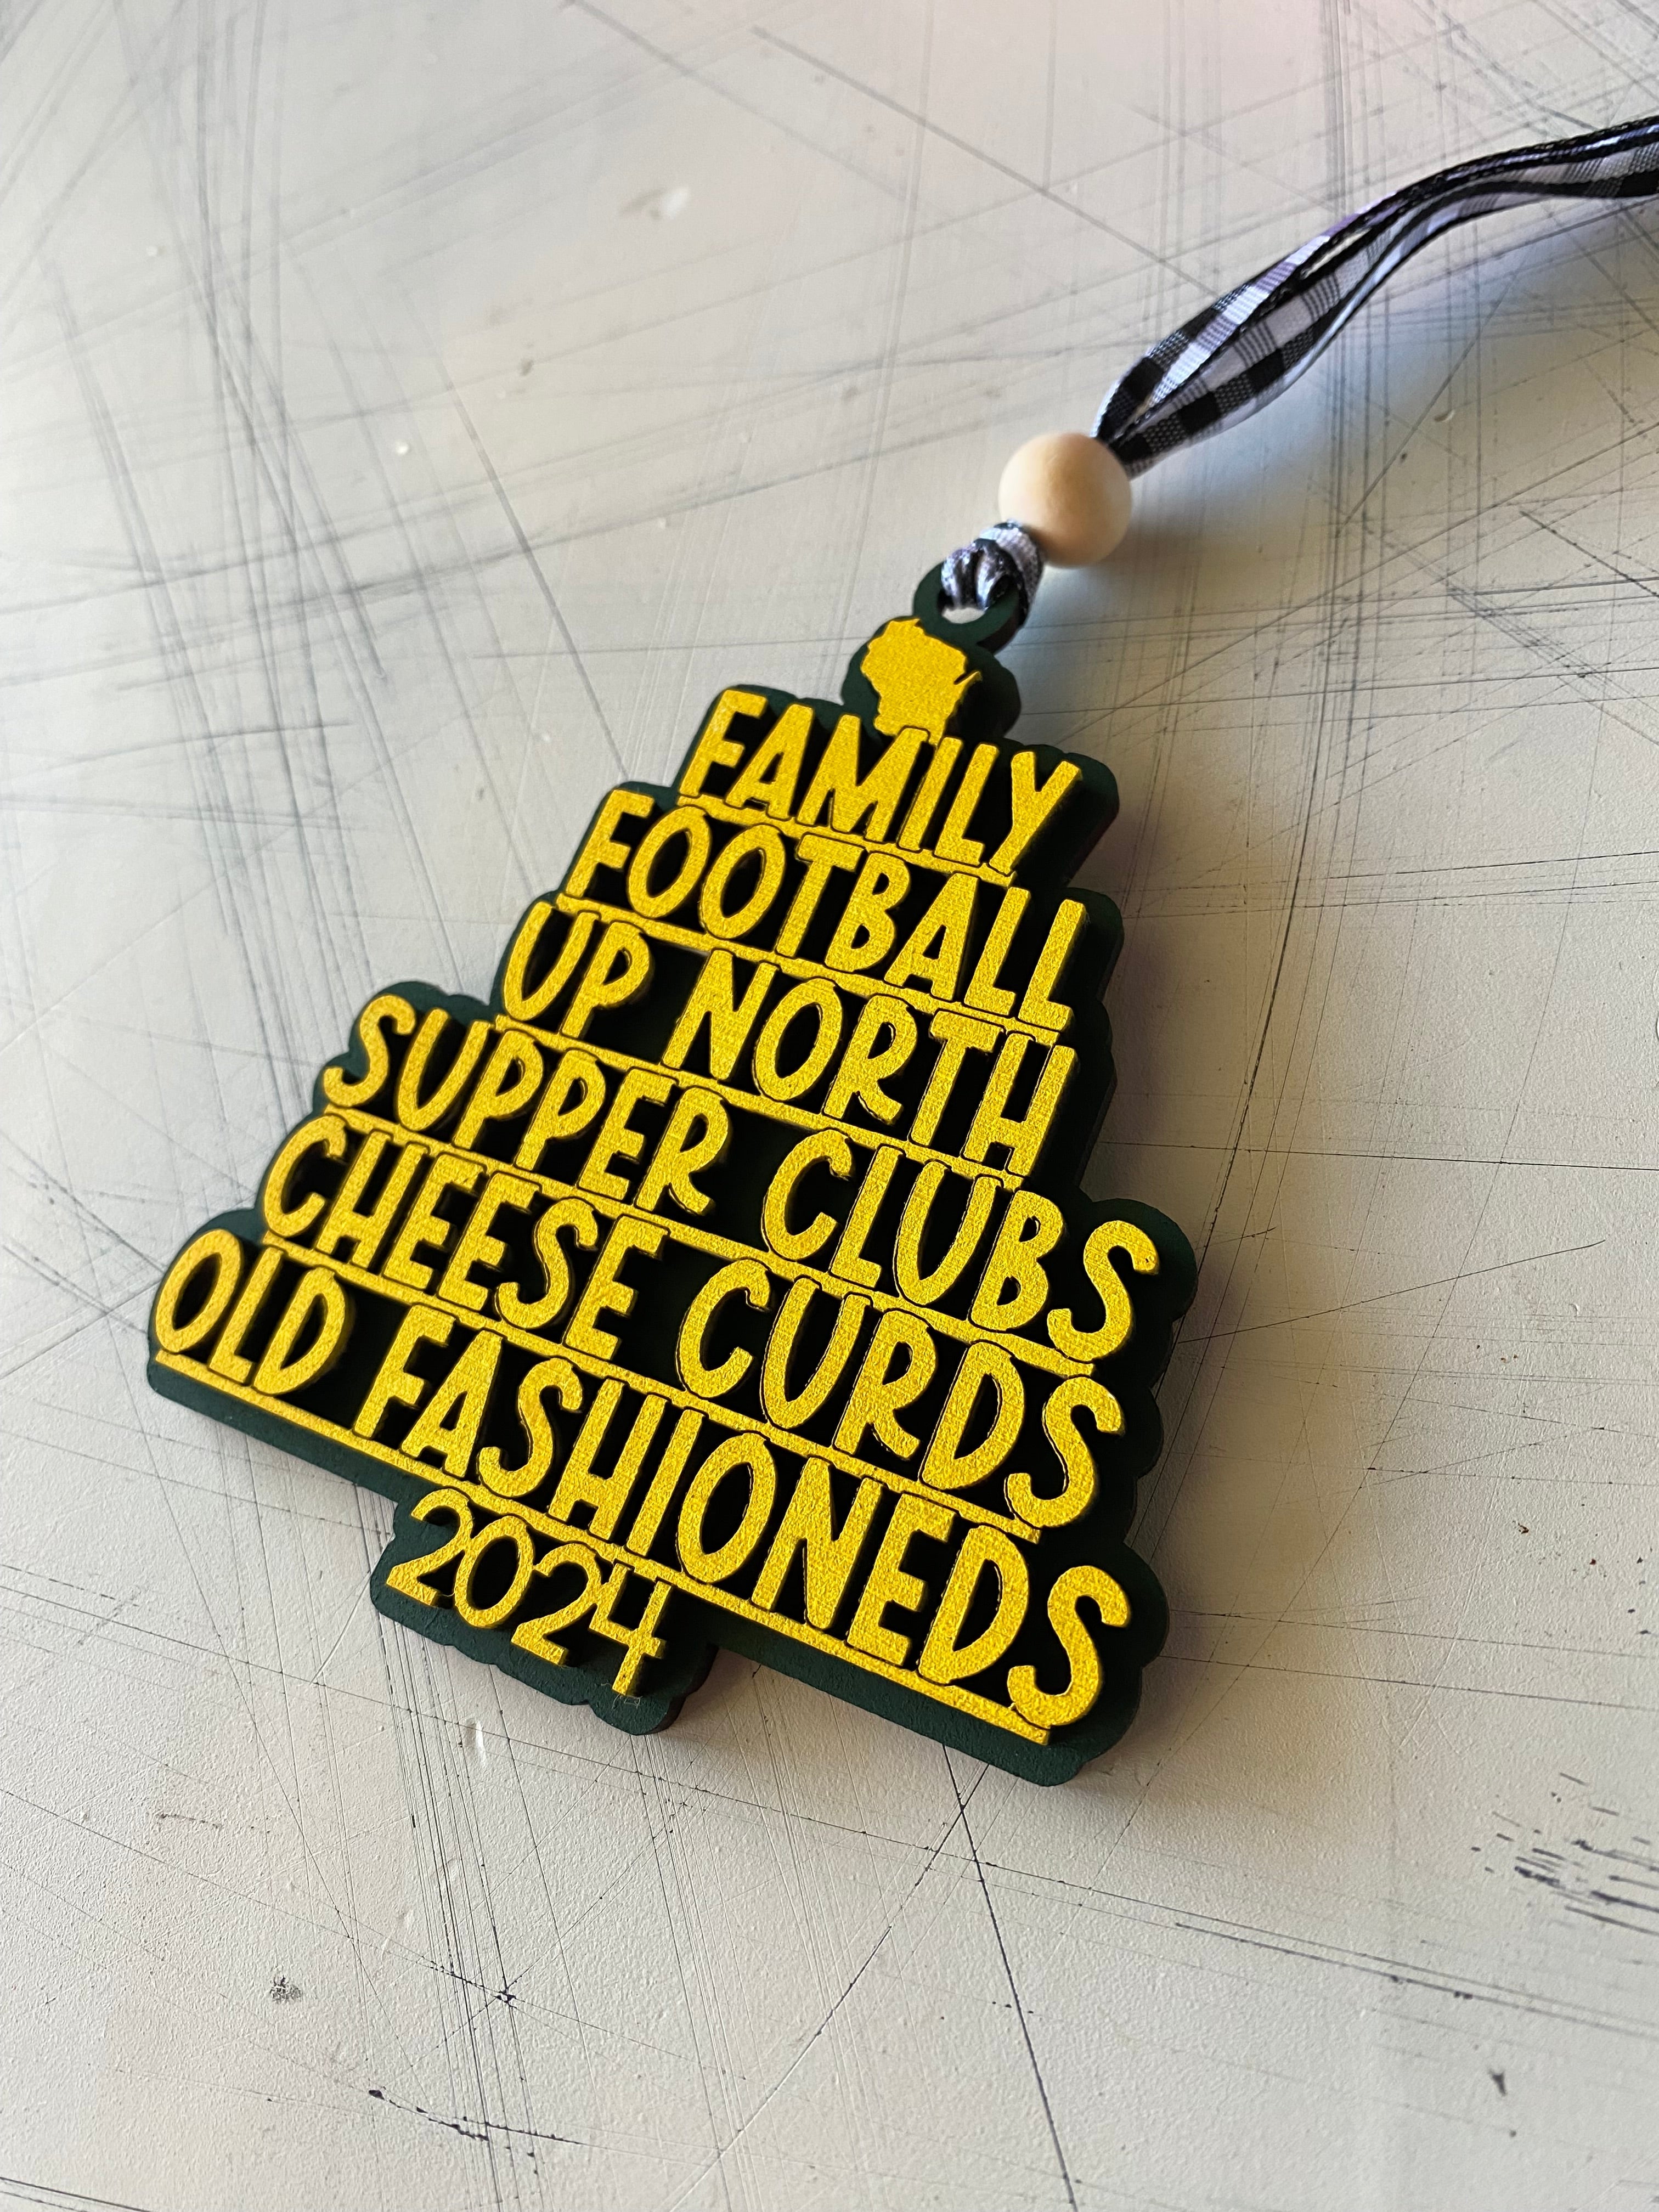 FAMILY
FOOTBALL
UP NORTH
SUPPER CLUBS
CHEESE CURDS
OLD FASHIONEDS
2024